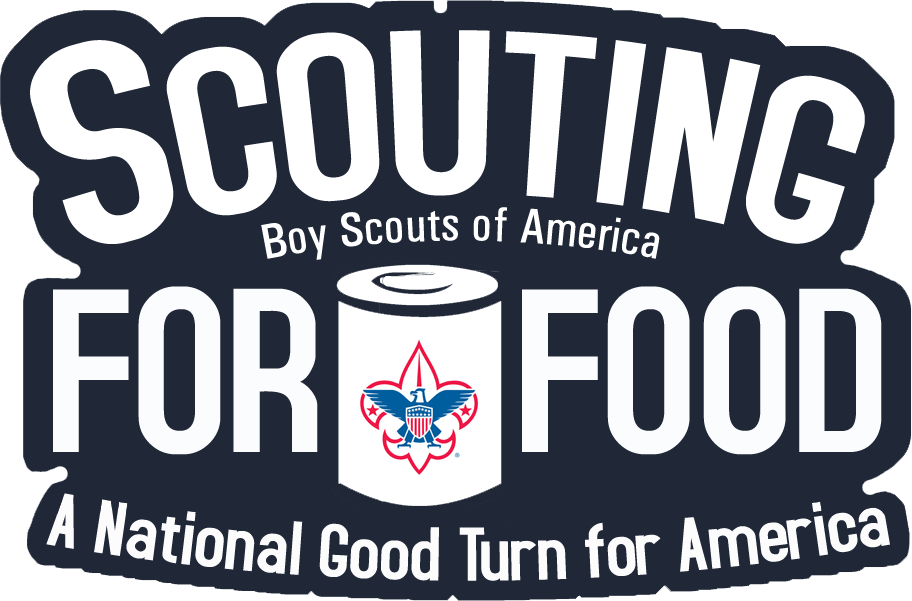 SCOUTING
Boy Scouts of America
FOR FOOD
A National Good Turn for America